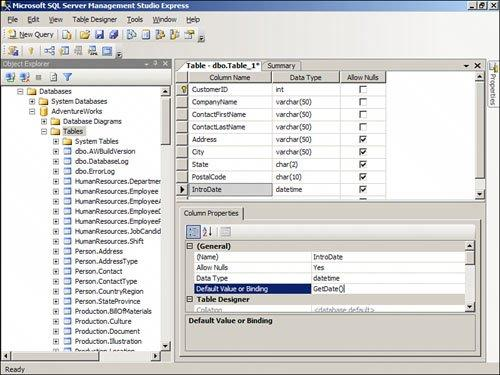 Microsoft SQL Server Management Studio Express
File Edit View Table Designer Tools Window Community Help
New Query
Object Explorer
Databases
System Databases
AdventureWorks
Database Diagrams
Tables
System Tables
dbo.AWBuildVersion
dbo.DatabaseLog
dbo.ErrorLog
HumanResources.Departme
HumanResources.Employee
HumanResources.EmployeeA
HumanResources.EmployeeD
HumanResources.EmployeeP
HumanResources.JobCandid
HumanResources.Shift
Person.Address
Person.AddressType
Person.Contact
Person.ContactType
Person.CountryRegion
Person.StateProvince
Production.BillOfMaterials
Production.Culture
Production.Document
Production.Illustration
Production.Location
Table - dbo.Table_1* Summary
Column Name Data Type Allow Nulls
CustomerID int
CompanyName varchar(50)
ContactFirstName varchar(50)
ContactLastName varchar(50)
Address varchar(50)
City varchar(50)
State char(2)
PostalCode char(10)
IntroDate datetime
Column Properties
(General)
(Name) IntroDate
Allow Nulls Yes
Data Type datetime
Default Value or Binding GetDate()
Table Designer
Collation <database default>
Default Value or Binding
Properties
Ready